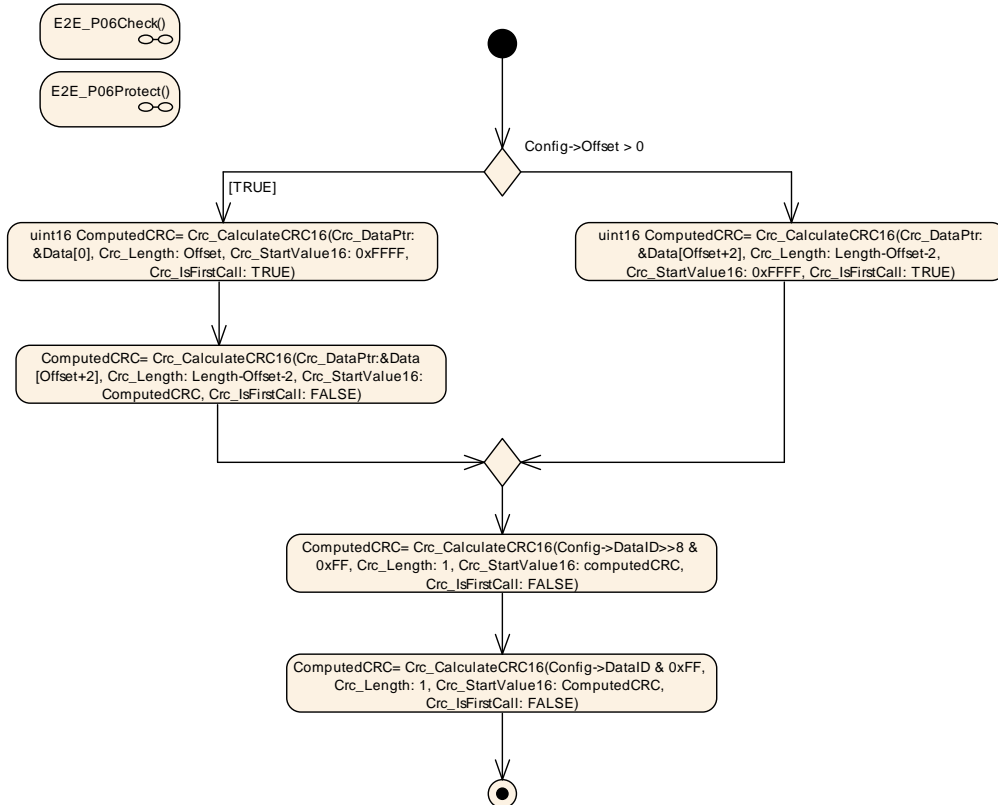 E2E_P06Check()
E2E_P06Protect()
Config->Offset > 0
[TRUE]
uint16 ComputedCRC= Crc_CalculateCRC16(Crc_DataPtr:
&Data[0], Crc_Length: Offset, Crc_StartValue16: 0xFFFF,
Crc_IsFirstCall: TRUE)
uint16 ComputedCRC= Crc_CalculateCRC16(Crc_DataPtr:
&Data[Offset+2], Crc_Length: Length-Offset-2,
Crc_StartValue16: 0xFFFF, Crc_IsFirstCall: TRUE)
ComputedCRC= Crc_CalculateCRC16(Crc_DataPtr:&Data
[Offset+2], Crc_Length: Length-Offset-2, Crc_StartValue16:
ComputedCRC, Crc_IsFirstCall: FALSE)
ComputedCRC= Crc_CalculateCRC16(Config->DataID>>8 &
0xFF, Crc_Length: 1, Crc_StartValue16: computedCRC,
Crc_IsFirstCall: FALSE)
ComputedCRC= Crc_CalculateCRC16(Config->DataID & 0xFF,
Crc_Length: 1, Crc_StartValue16: ComputedCRC,
Crc_IsFirstCall: FALSE)